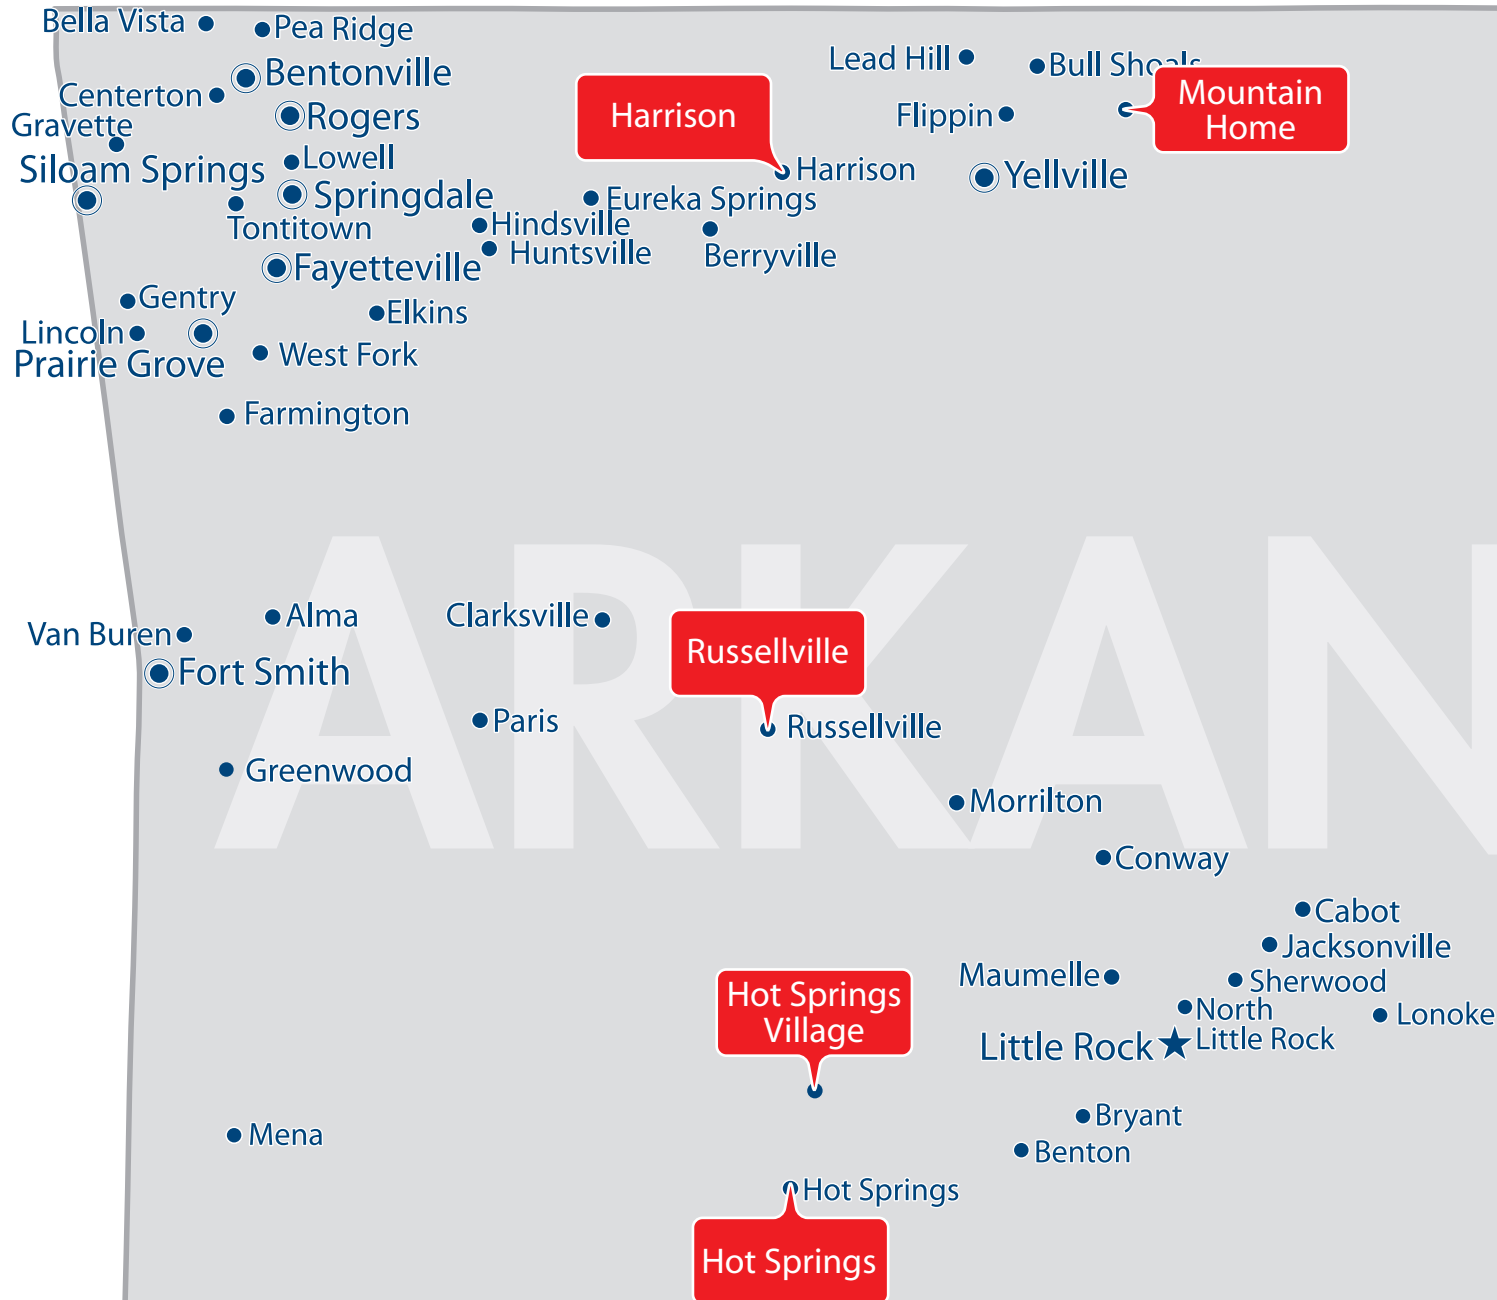 Bella Vista
Pea Ridge
Lead Hill
Bull Shoals
Bentonville
Centerton
Mountain
Home
Harrison
Rogers
Flippin
Gravette
Lowell
Siloam Springs
Harrison
Yellville
Springdale
Eureka Springs
Tontitown
Hindsville
Huntsville
Berryville
Fayetteville
Gentry
Elkins
Lincoln
Prairie Grove
West Fork
Farmington
ARKAN
Alma
Clarksville
Van Buren
Russellville
Fort Smith
Paris
Russellville
Greenwood
Morrilton
Conway
Cabot
Jacksonville
Maumelle
Sherwood
Hot Springs
Village
North
Little Rock
Lonoke
Little Rock
Bryant
Mena
Benton
Hot Springs
Hot Springs